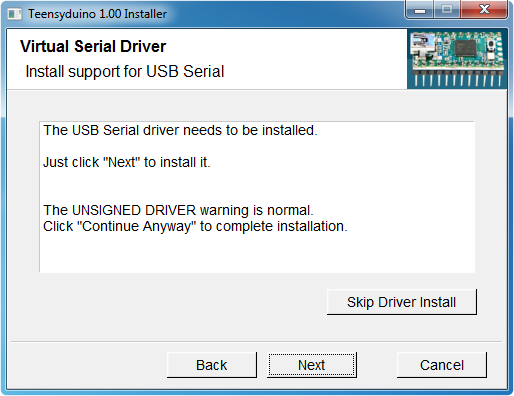 Teensyduino 1.00 Installer
Virtual Serial Driver
Install support for USB Serial
The USB Serial driver needs to be installed.
Just click "Next" to install it.
The UNSIGNED DRIVER warning is normal.
Click "Continue Anyway" to complete installation.
Skip Driver Install
Back
Next
Cancel